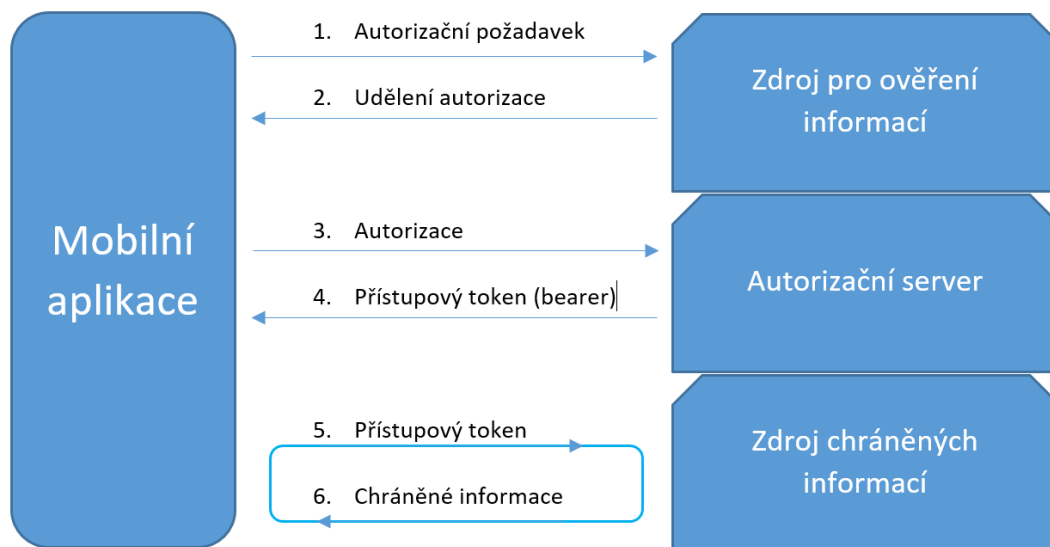 Mobilní
aplikace
1. Autorizační požadavek
2. Udělení autorizace
Zdroj pro ověření
informací
3. Autorizace
4. Přístupový token (bearer)
Autorizační server
5. Přístupový token
6. Chráněné informace
Zdroj chráněných
informací